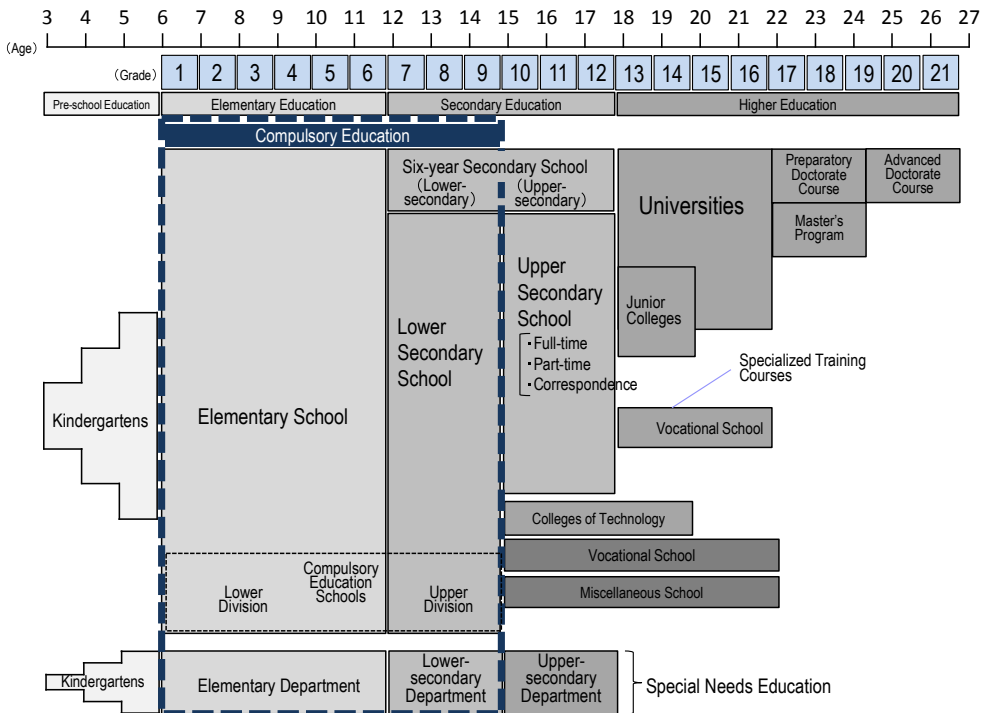 3 4 5 6 7 8 9 10 11 12 13 14 15 16 17 18 19 20 21 22 23 24 25 26 27
(Age)
(Grade) 1 2 3 4 5 6 7 8 9 10 11 12 13 14 15 16 17 18 19 20 21
Pre-school Education Elementary Education Secondary Education Higher Education
Compulsory Education
Six-year Secondary School
(Lower-
secondary)
(Upper-
secondary)
Universities
Preparatory
Doctorate
Course
Advanced
Doctorate
Course
Master's
Program
Upper
Secondary
School
・Full-time
・Part-time
・Correspondence
Junior
Colleges
Lower
Secondary
School
Specialized Training
Courses
Kindergartens
Elementary School
Vocational School
Colleges of Technology
Vocational School
Compulsory
Education
Schools
Lower
Division
Upper
Division
Miscellaneous School
Kindergartens
Elementary Department
Lower-
secondary
Department
Upper-
secondary
Department
Special Needs Education